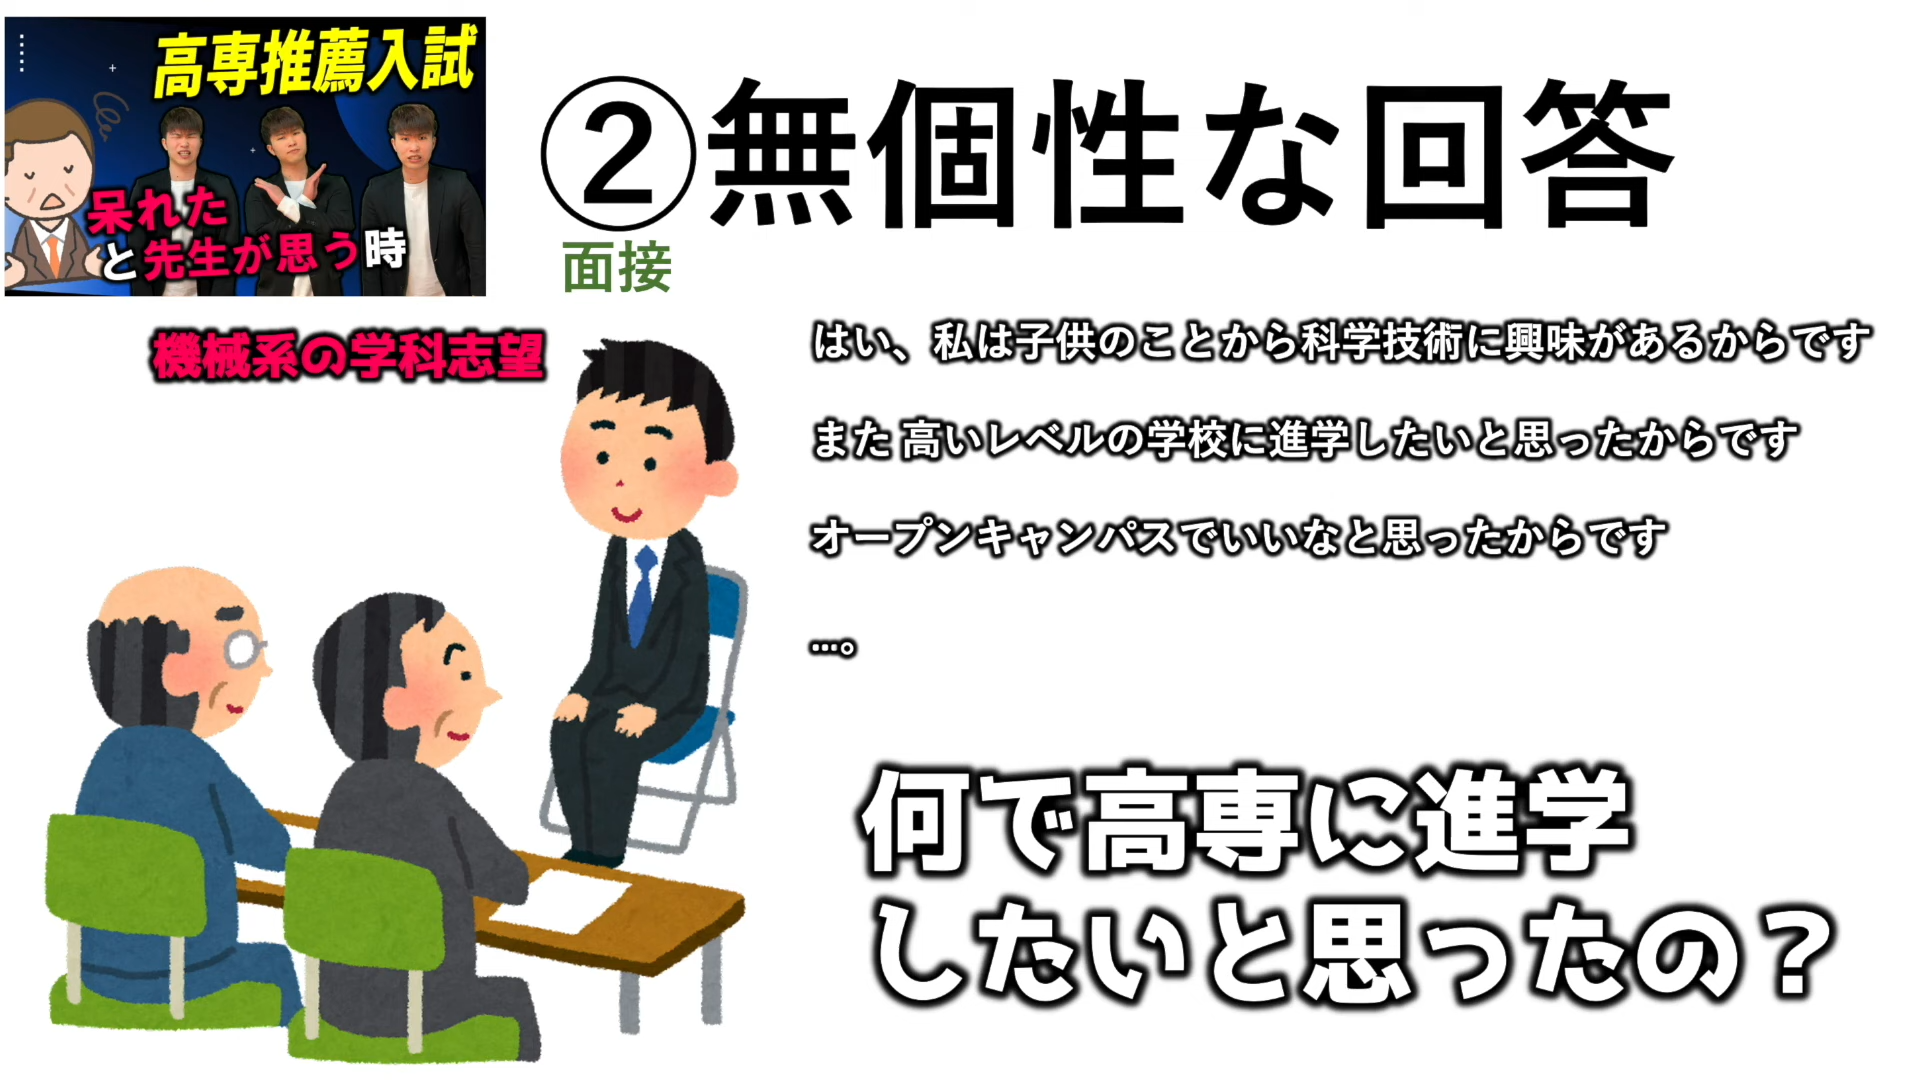 高専推薦入試
呆れた
と先生が思う時
②無個性な回答
面接
機械系の学科志望
はい、私は子供のことから科学技術に興味があるからです
また 高いレベルの学校に進学したいと思ったからです
オープンキャンパスでいいなと思ったからです
…。
何で高専に進学
したいと思ったの？